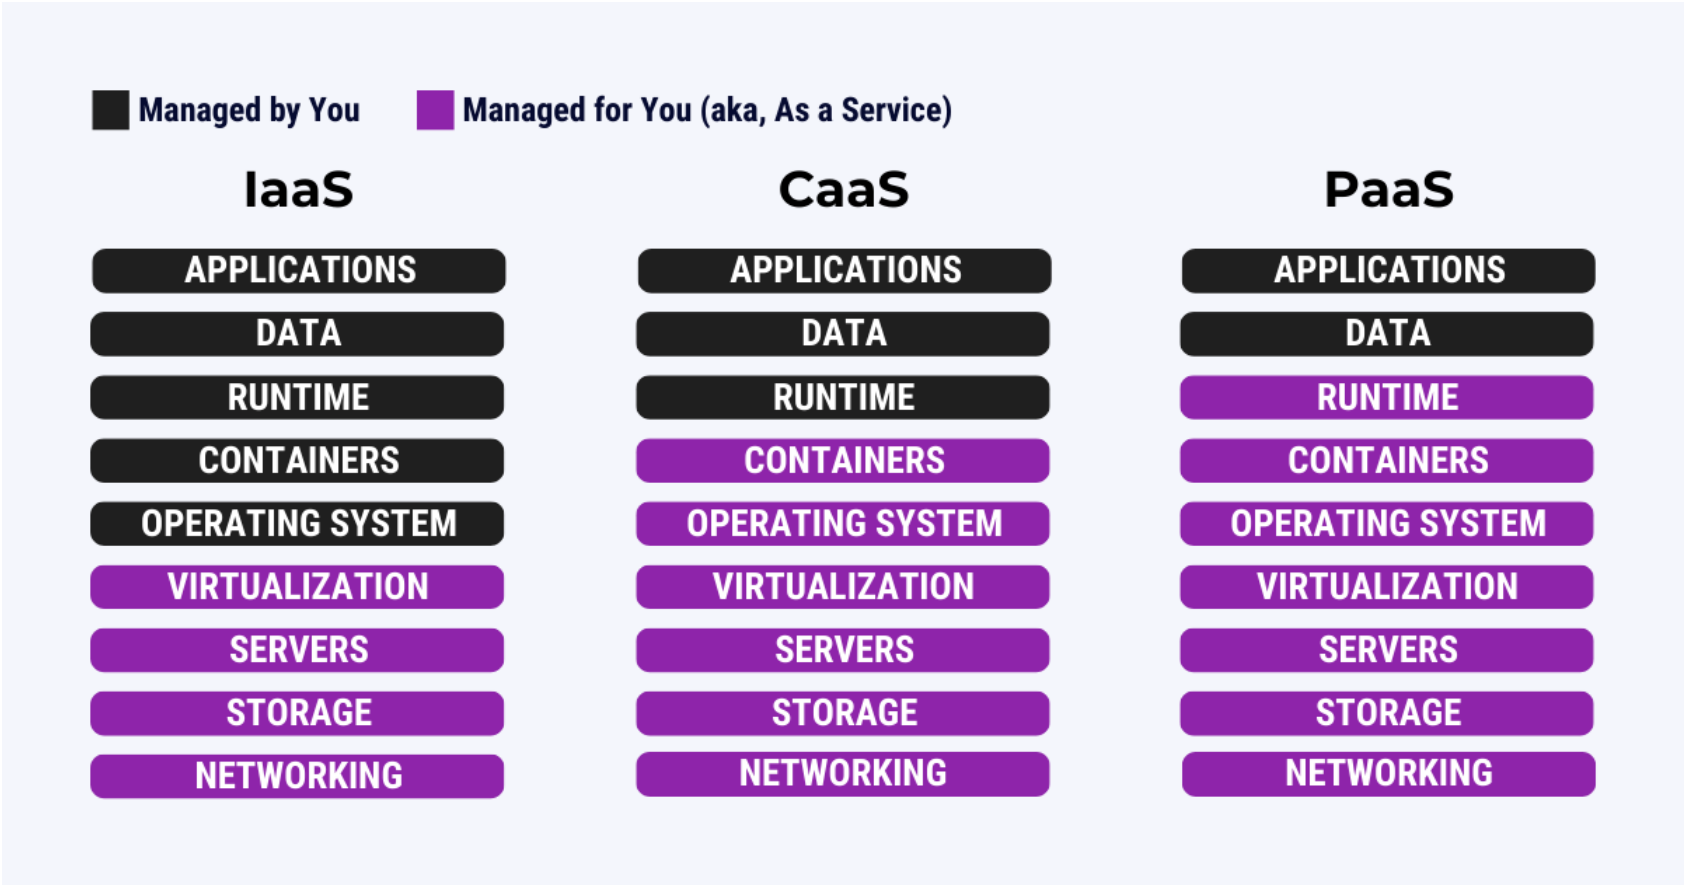 Managed by You
Managed for You (aka, As a Service)
IaaS
APPLICATIONS
DATA
RUNTIME
CONTAINERS
OPERATING SYSTEM
VIRTUALIZATION
SERVERS
STORAGE
NETWORKING
CaaS
APPLICATIONS
DATA
RUNTIME
CONTAINERS
OPERATING SYSTEM
VIRTUALIZATION
SERVERS
STORAGE
NETWORKING
PaaS
APPLICATIONS
DATA
RUNTIME
CONTAINERS
OPERATING SYSTEM
VIRTUALIZATION
SERVERS
STORAGE
NETWORKING